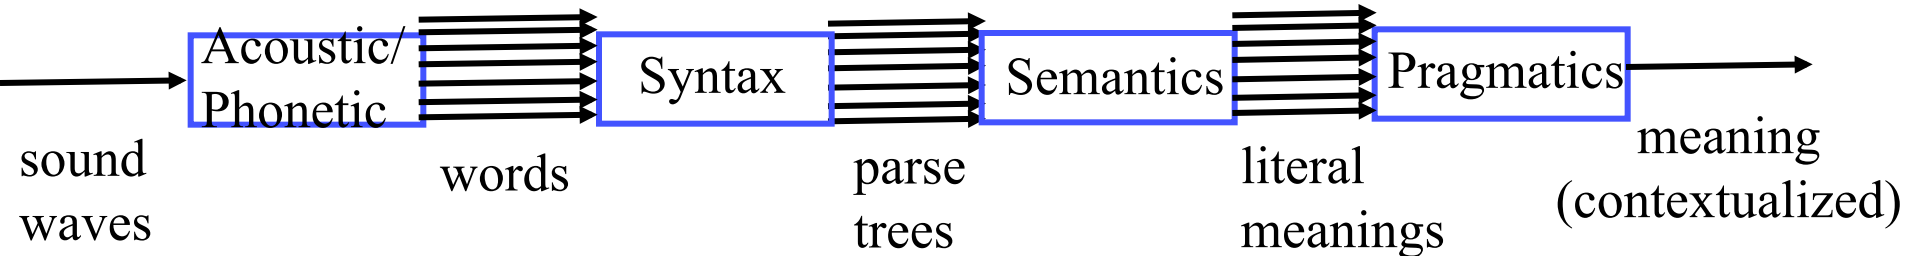 Acoustic/
Phonetic
Syntax
Semantics
Pragmatics
sound
waves
words
parse
trees
literal
meanings
meaning
(contextualized)